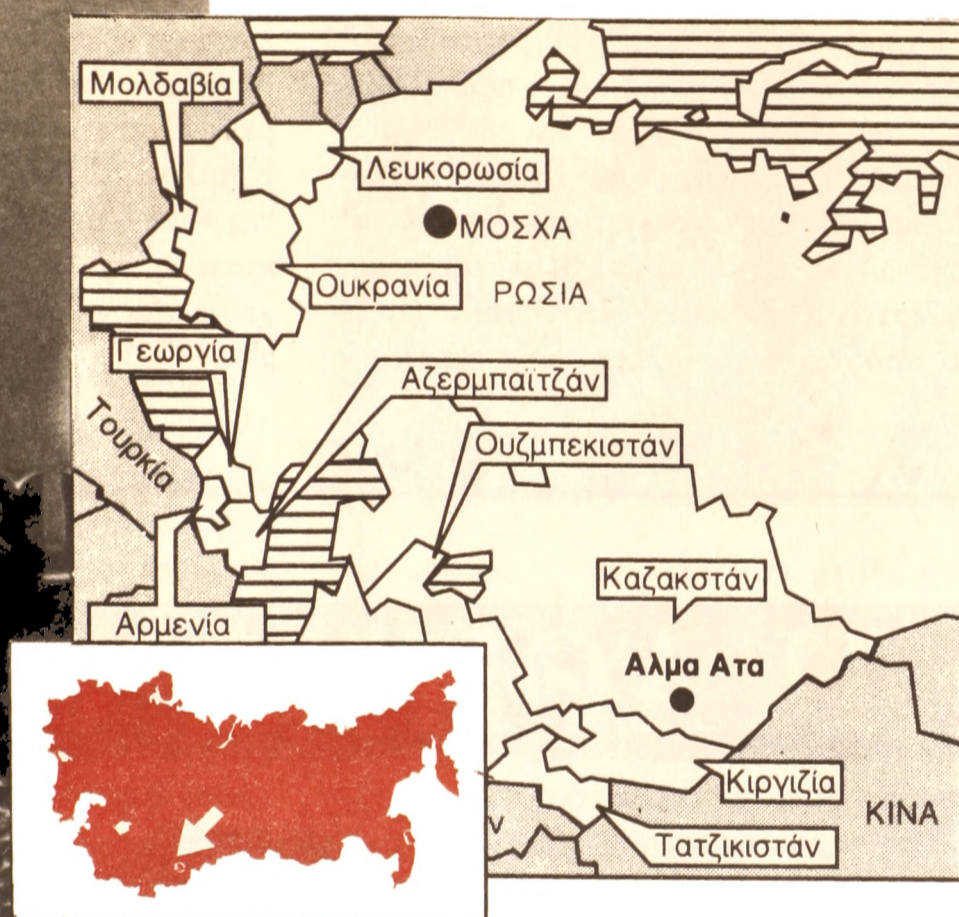 Μολδαβία
Λευκορωσία
ΜΟΣΧΑ
Ουκρανία
ΡΩΣΙΑ
Γεωργία
Αζερμπαϊτζάν
Τουρκία
Ουζμπεκιστάν
Καζακστάν
Αρμενία
Αλμα Ατα
Κιργιζία
ΚΙΝΑ
Τατζικιστάν